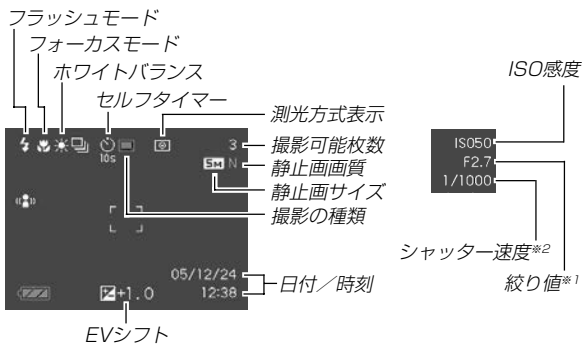 フラッシュモード
フォーカスモード
ホワイトバランス
セルフタイマー
測光方式表示
撮影可能枚数
静止画画質
静止画サイズ
撮影の種類
10s
3
5M N
05/12/24
12:38
日付／時刻
+1.0
EVシフト
ISO感度
ISO50
F2.7
1/1000
シャッター速度※2
絞り値※1